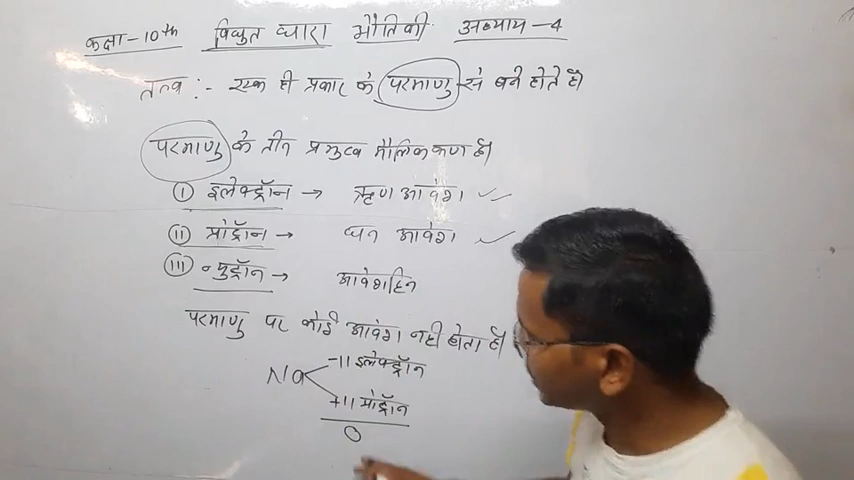 कक्षा-10th विधुत धारा भौतिकी अध्याय-4
तत्व :- एक ही प्रकार के परमाणु से बने होते है।
परमाणु के तीन प्रमुख मौलिक कण है।
(I) इलेक्ट्रॉन → ऋण आवेश
(II) प्रोट्रॉन → धन आवेश
(III) न्युट्रॉन → आवेशहिन
परमाणु पर कोई आवेश नही होता है।
Na -11 इलेक्ट्रॉन
+11 प्रोट्रॉन
0